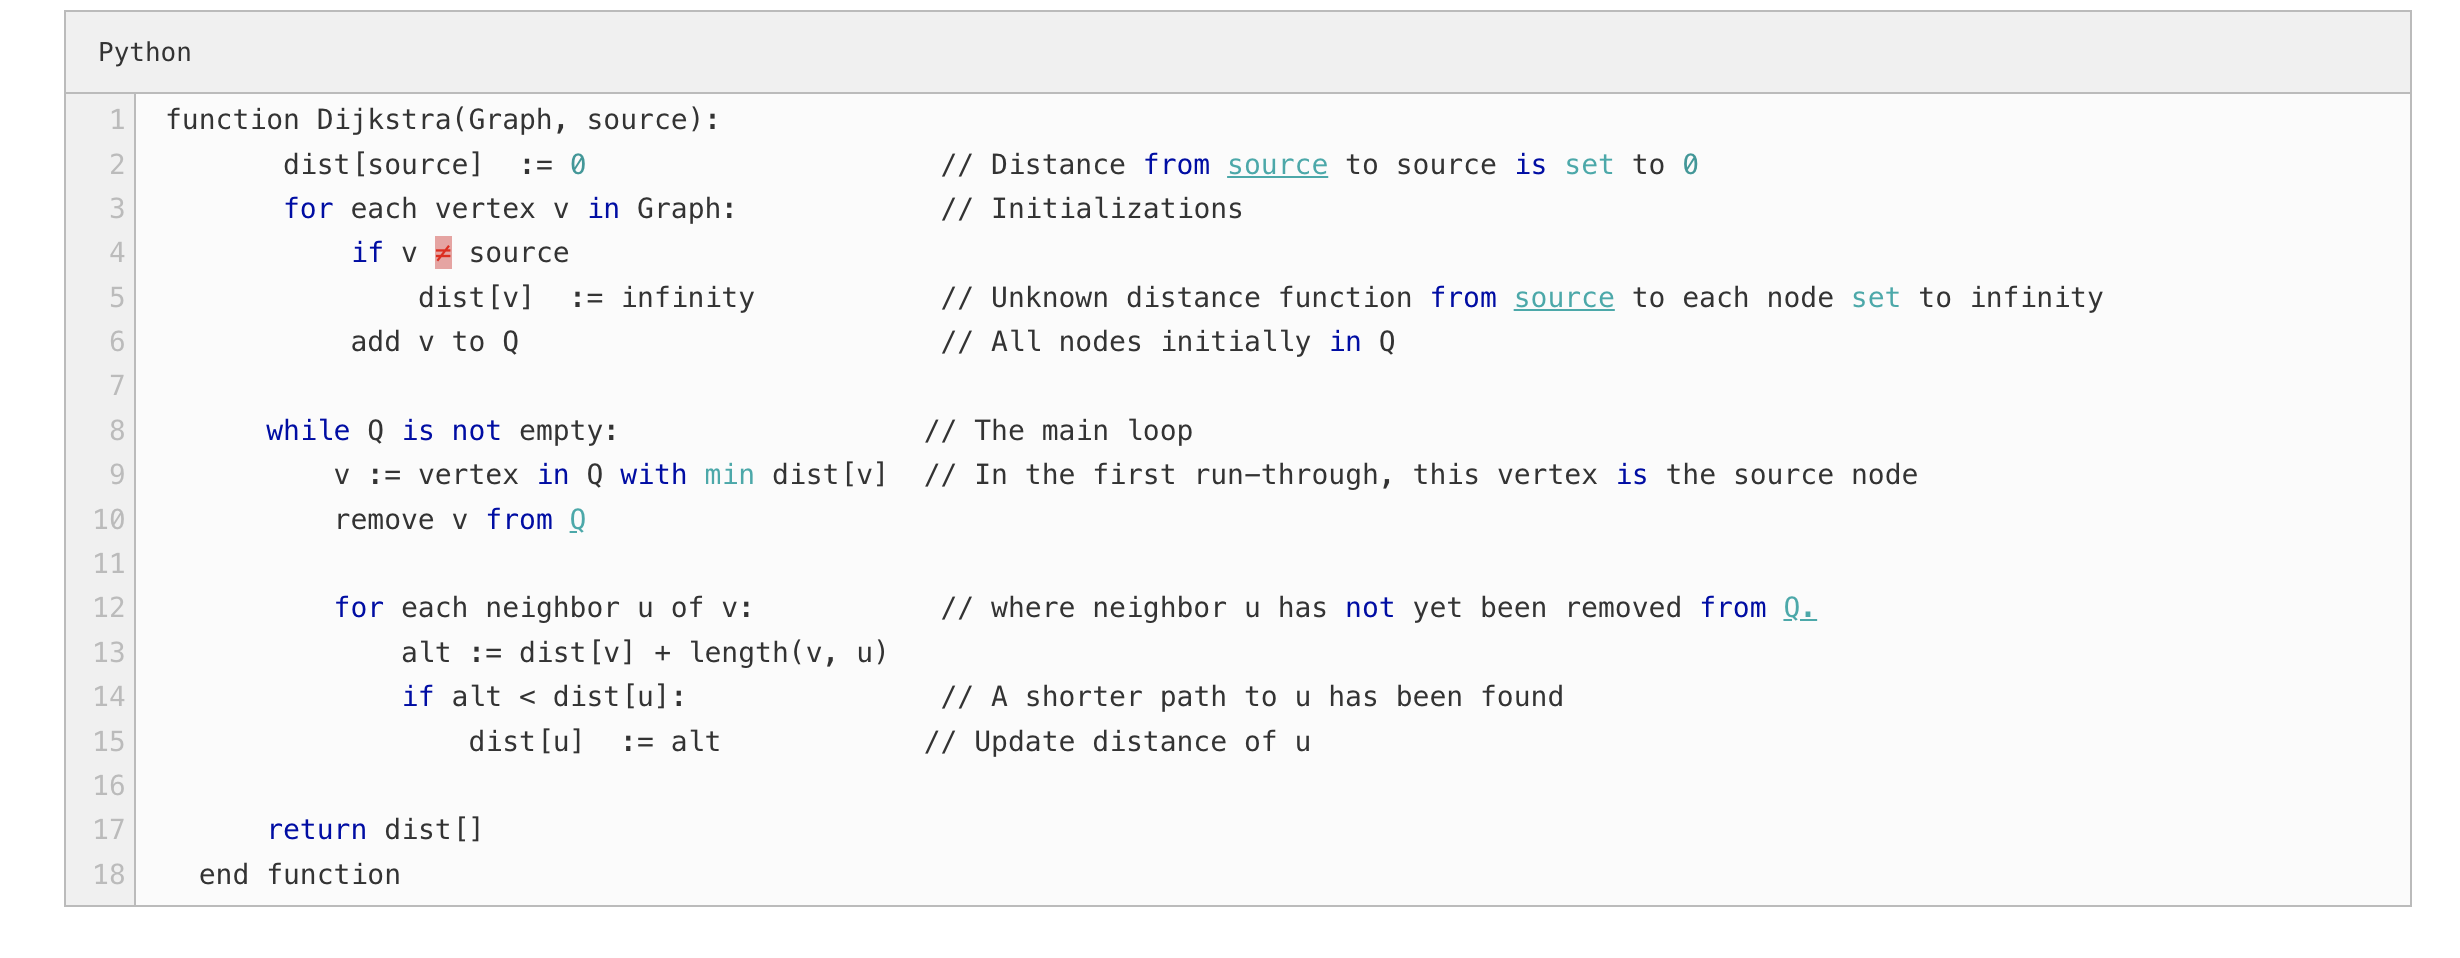 Python
1 function Dijkstra(Graph, source):
2        dist[source]  := 0                     // Distance from source to source is set to 0
3        for each vertex v in Graph:            // Initializations
4            if v ≠ source
5                dist[v]  := infinity           // Unknown distance function from source to each node set to infinity
6            add v to Q                         // All nodes initially in Q
7
8       while Q is not empty:                  // The main loop
9           v := vertex in Q with min dist[v]  // In the first run-through, this vertex is the source node
10           remove v from Q
11
12           for each neighbor u of v:           // where neighbor u has not yet been removed from Q.
13               alt := dist[v] + length(v, u)
14               if alt < dist[u]:               // A shorter path to u has been found
15                   dist[u]  := alt            // Update distance of u
16
17       return dist[]
18   end function